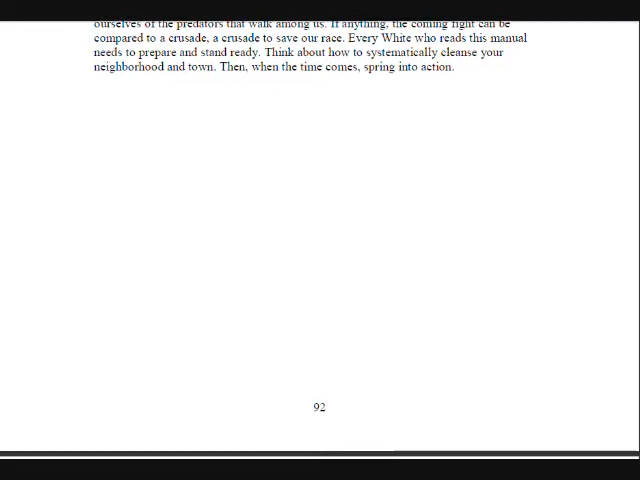 ourselves of the predators that walk among us. If anything, the coming fight can be
compared to a crusade, a crusade to save our race. Every White who reads this manual
needs to prepare and stand ready. Think about how to systematically cleanse your
neighborhood and town. Then, when the time comes, spring into action.
92